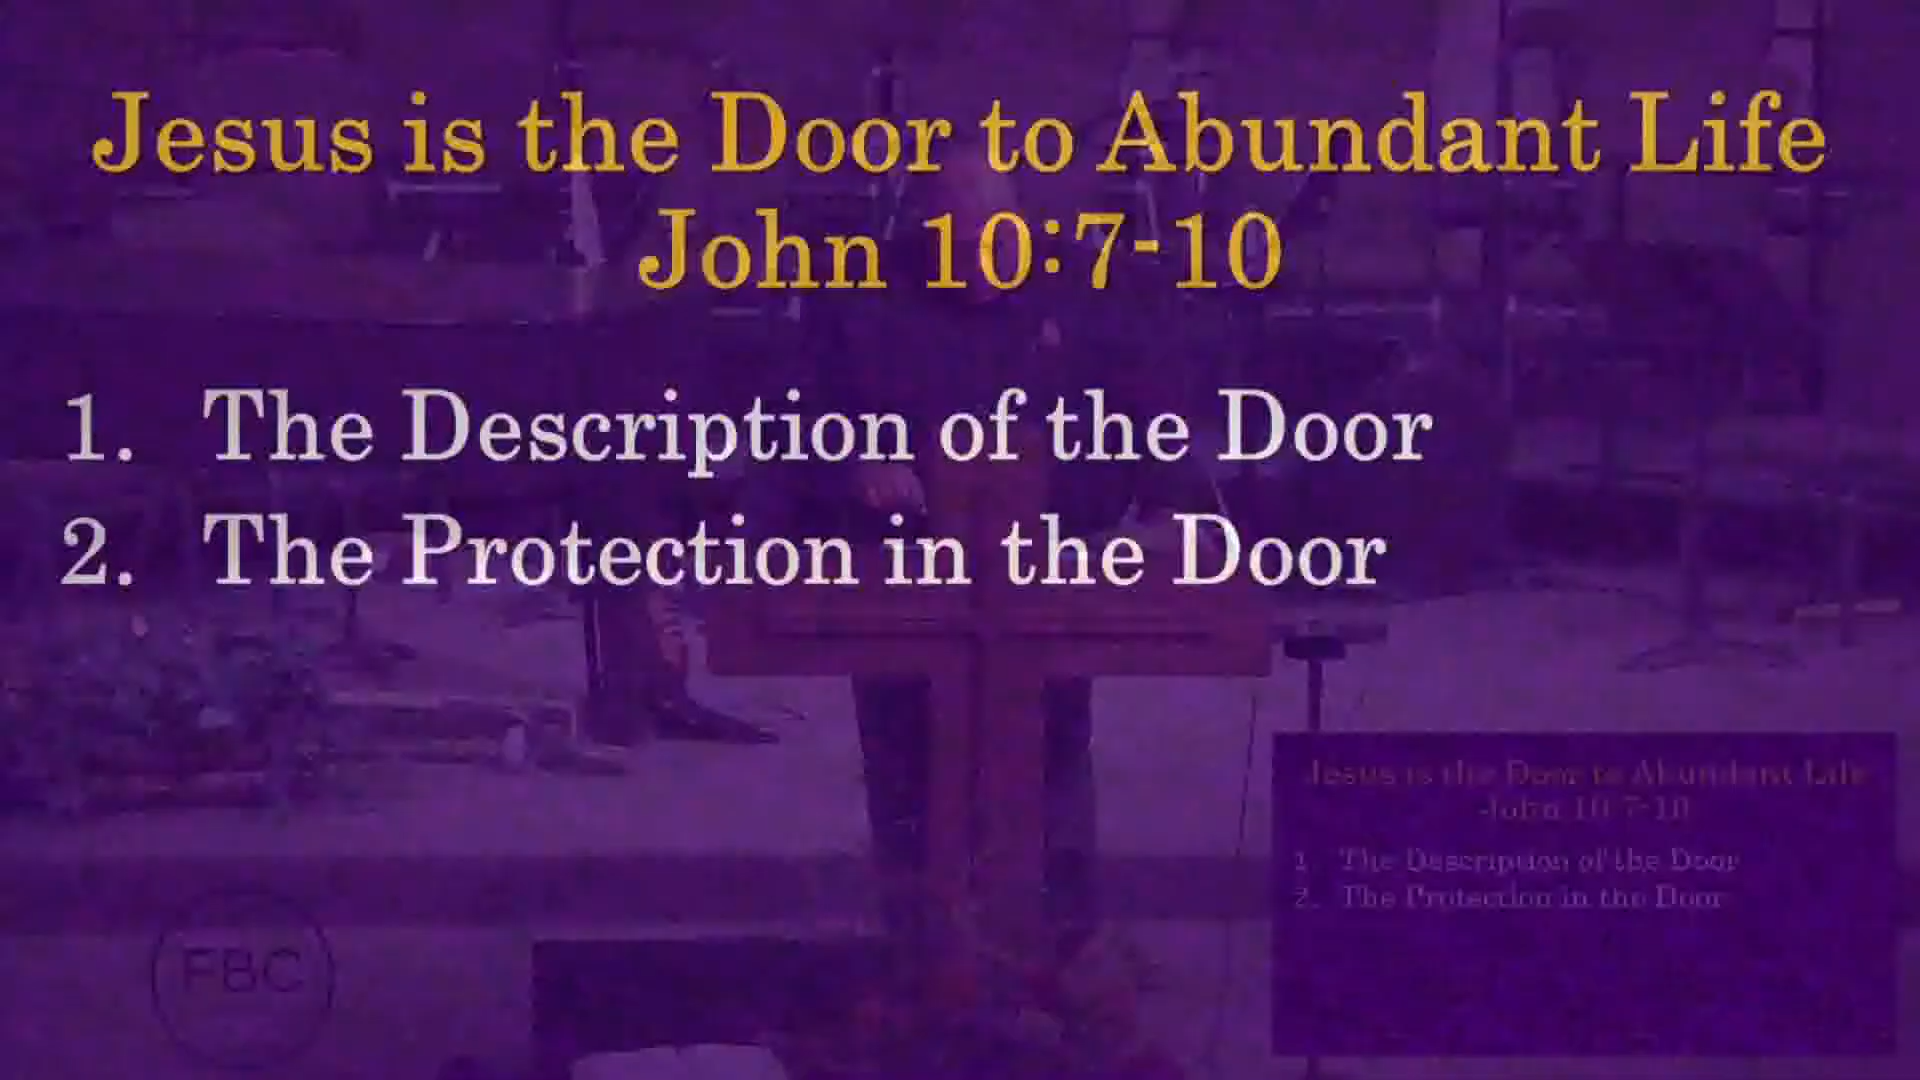 Jesus is the Door to Abundant Life
John 10:7-10
1. The Description of the Door
2. The Protection in the Door
Jesus is the Door to Abundant Life
John 10:7-10
1. The Description of the Door
2. The Protection in the Door
FBC